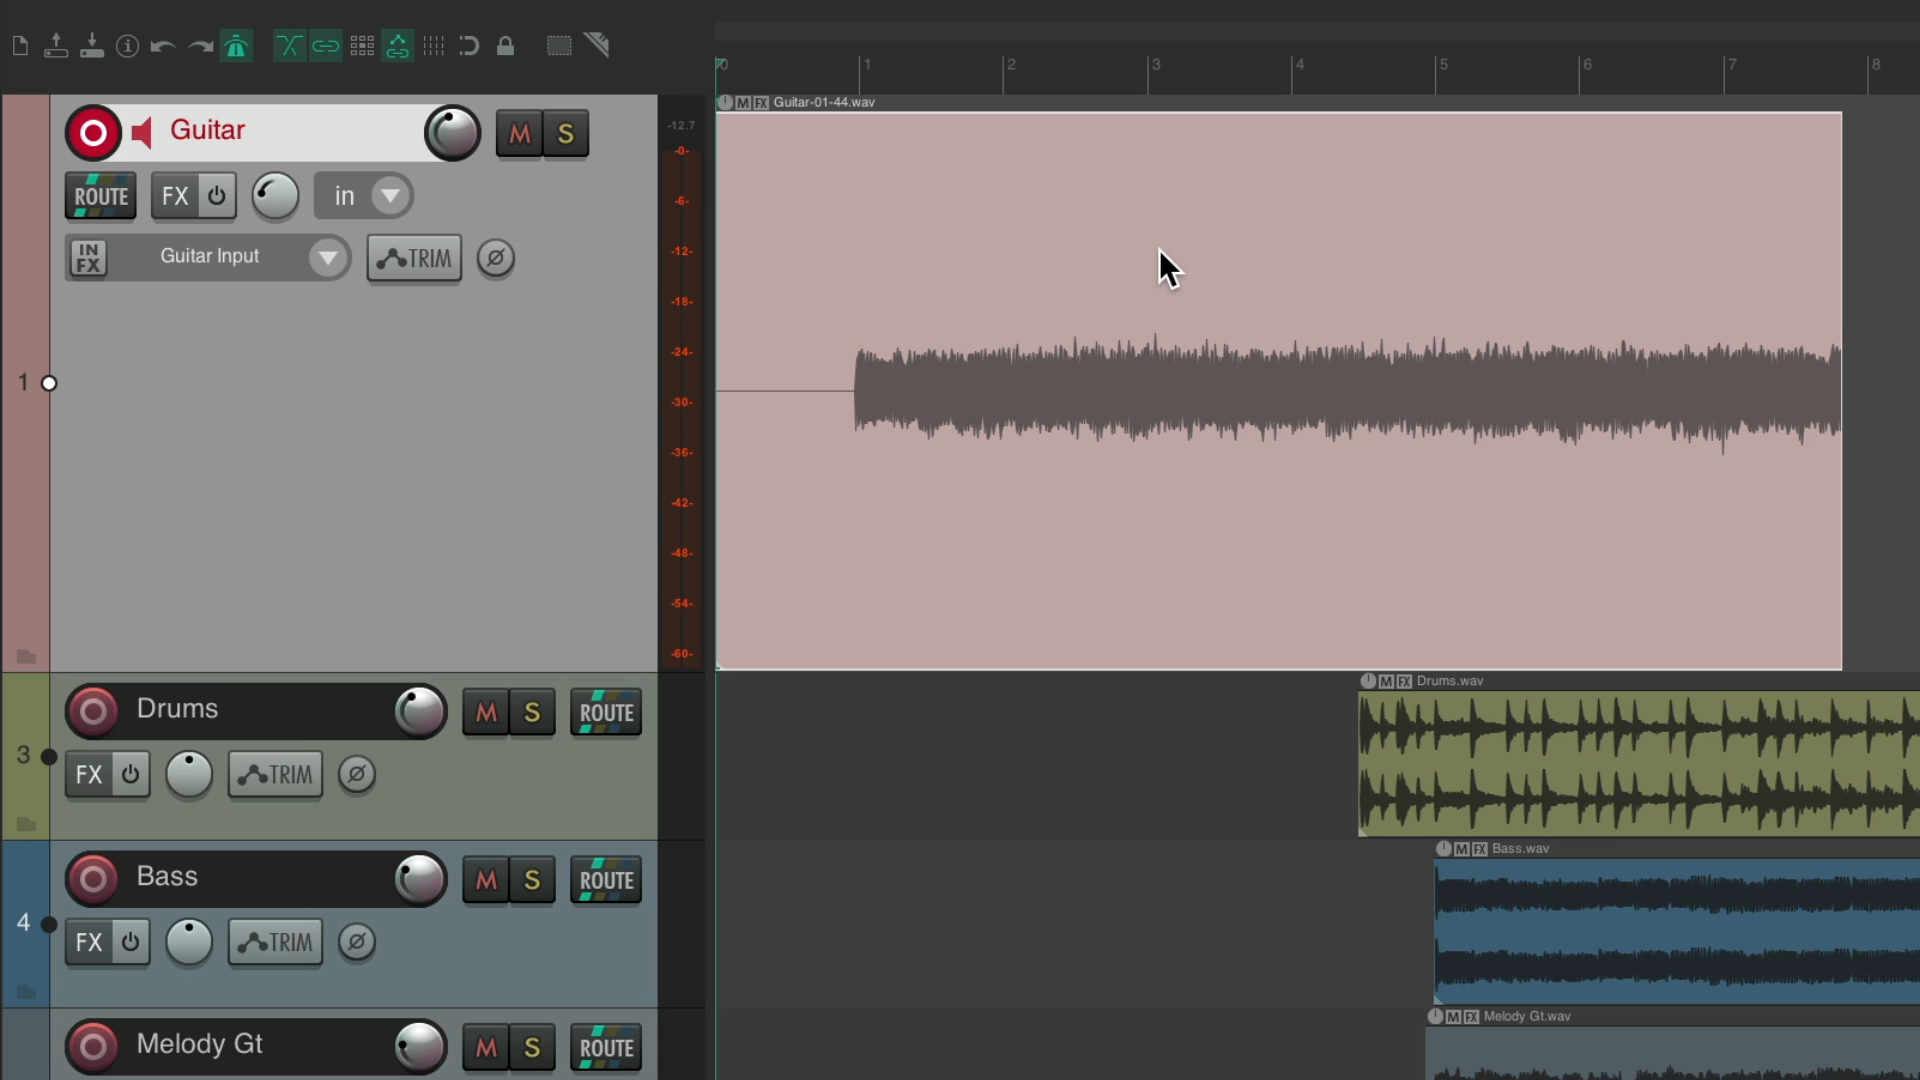 0 1 2 3 4 5 6 7 8
M FX Guitar-01-44.wav
Guitar M S
-12.7
ROUTE FX in
IN FX Guitar Input TRIM
-0-
-6-
-12-
-18-
-24-
-30-
-36-
-42-
-48-
-54-
-60-
1
M FX Drums.wav
Drums M S ROUTE
3
FX TRIM
M FX Bass.wav
Bass M S ROUTE
4
FX TRIM
M FX Melody Gt.wav
Melody Gt M S ROUTE